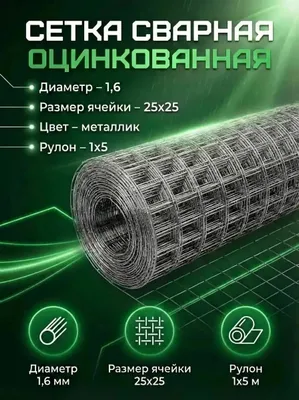 СЕТКА СВАРНАЯ
ОЦИНКОВАННАЯ
Диаметр – 1,6
Размер ячейки – 25х25
Цвет – металлик
Рулон – 1х5
Диаметр
1,6 мм
Размер ячейки
25х25
Рулон
1х5 м